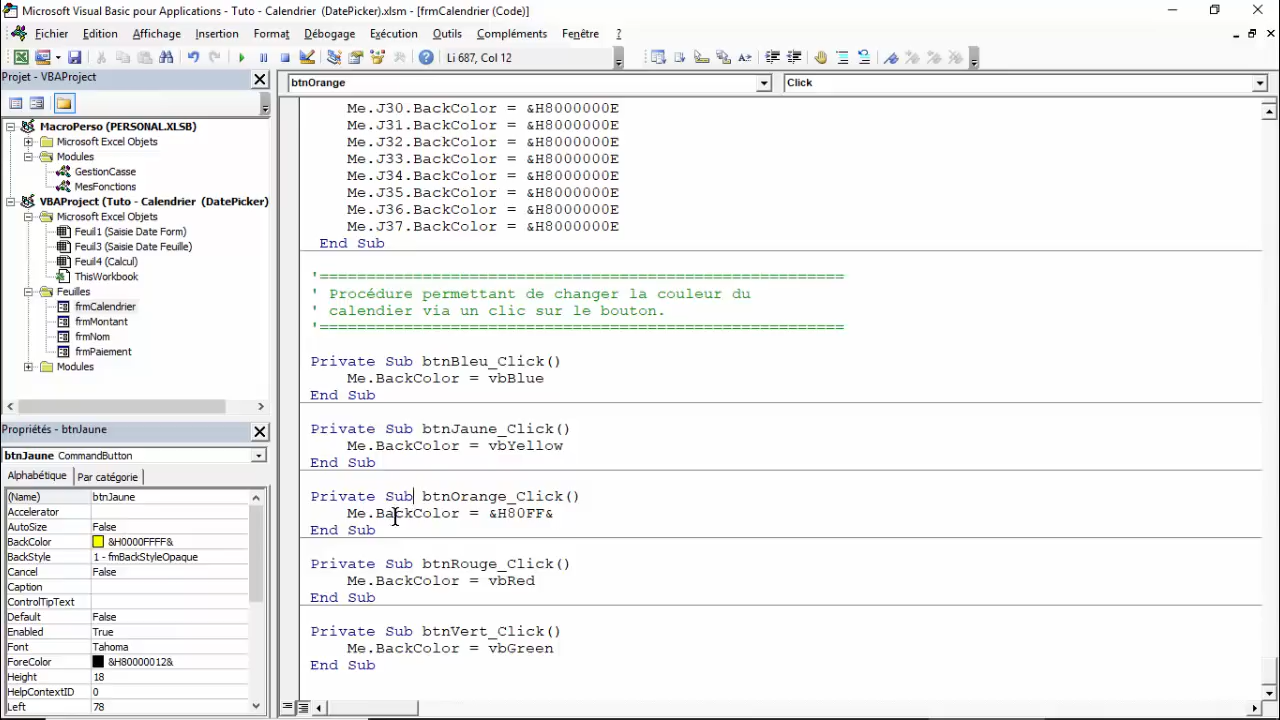 Microsoft Visual Basic pour Applications - Tuto - Calendrier (DatePicker).xlsm - [frmCalendrier (Code)]
Fichier Edition Affichage Insertion Format Débogage Exécution Outils Compléments Fenêtre ?
Li 687, Col 12
Projet - VBAProject
btnOrange
Click
MacroPerso (PERSONAL.XLSB)
Microsoft Excel Objets
Modules
GestionCasse
MesFonctions
VBAProject (Tuto - Calendrier (DatePicker)
Microsoft Excel Objets
Feuil1 (Saisie Date Form)
Feuil3 (Saisie Date Feuille)
Feuil4 (Calcul)
ThisWorkbook
Feuilles
frmCalendrier
frmMontant
frmNom
frmPaiement
Modules
Propriétés - btnJaune
btnJaune CommandButton
Alphabétique Par catégorie
(Name) btnJaune
Accelerator
AutoSize False
BackColor &H0000FFFF&
BackStyle 1 - fmBackStyleOpaque
Cancel False
Caption
ControlTipText
Default False
Enabled True
Font Tahoma
ForeColor &H80000012&
Height 18
HelpContextID 0
Left 78
Me.J30.BackColor = &H8000000E
Me.J31.BackColor = &H8000000E
Me.J32.BackColor = &H8000000E
Me.J33.BackColor = &H8000000E
Me.J34.BackColor = &H8000000E
Me.J35.BackColor = &H8000000E
Me.J36.BackColor = &H8000000E
Me.J37.BackColor = &H8000000E
End Sub
'========================================================
' Procédure permettant de changer la couleur du
' calendier via un clic sur le bouton.
'========================================================
Private Sub btnBleu_Click()
Me.BackColor = vbBlue
End Sub
Private Sub btnJaune_Click()
Me.BackColor = vbYellow
End Sub
Private Sub btnOrange_Click()
Me.BackColor = &H80FF&
End Sub
Private Sub btnRouge_Click()
Me.BackColor = vbRed
End Sub
Private Sub btnVert_Click()
Me.BackColor = vbGreen
End Sub